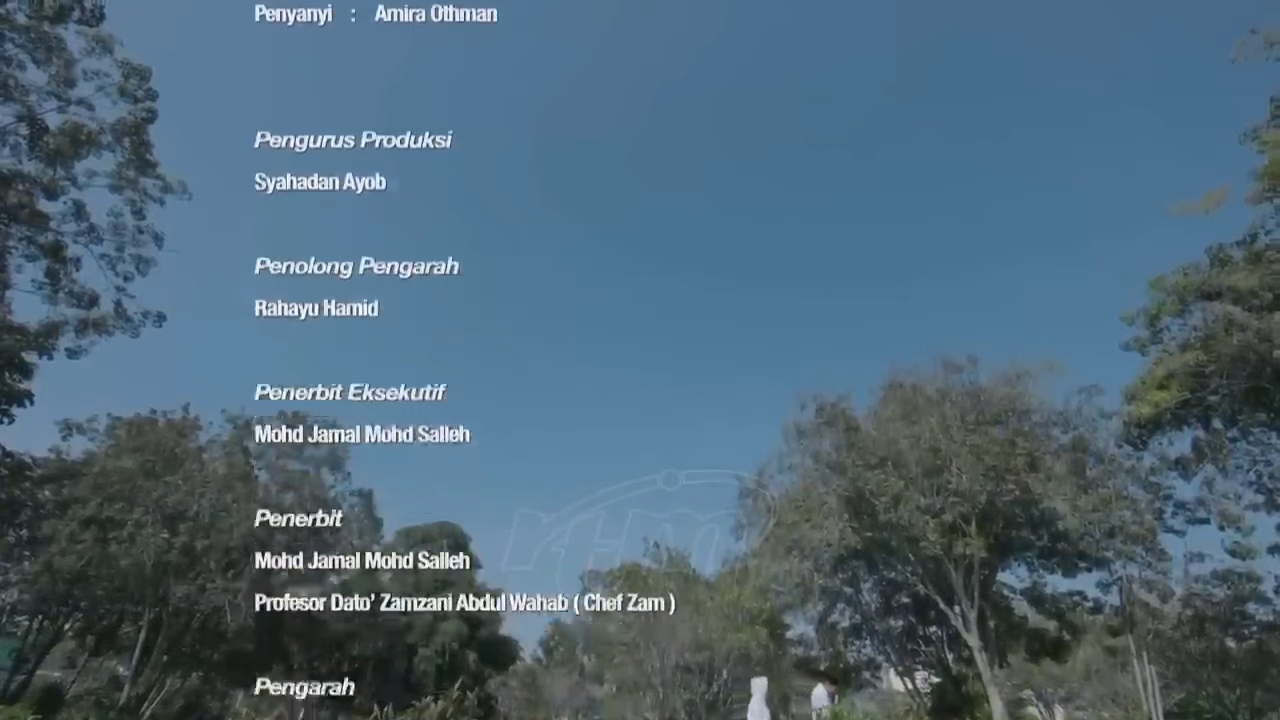 Penyanyi : Amira Othman
Pengurus Produksi
Syahadan Ayob
Penolong Pengarah
Rahayu Hamid
Penerbit Eksekutif
Mohd Jamal Mohd Salleh
rtm
Penerbit
Mohd Jamal Mohd Salleh
Profesor Dato' Zamzani Abdul Wahab ( Chef Zam )
Pengarah